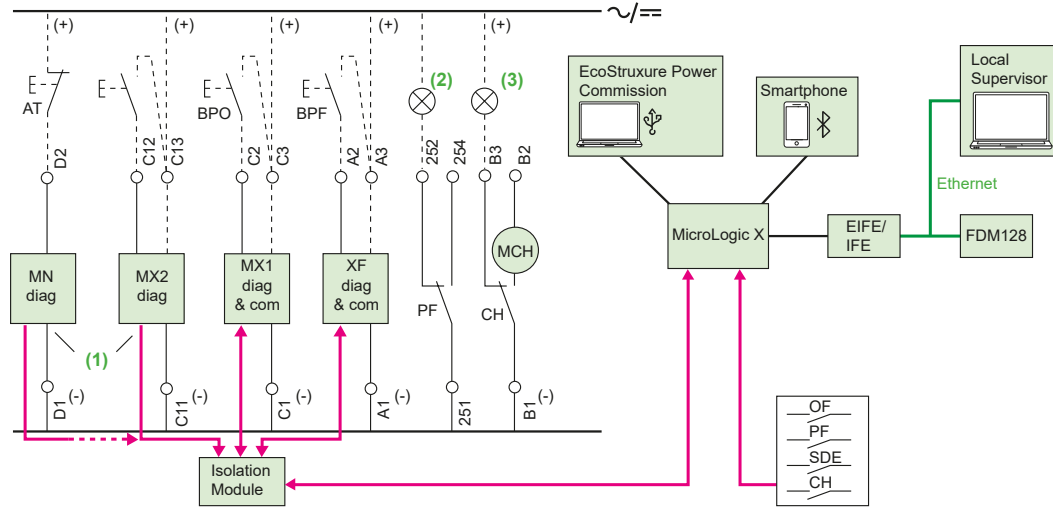 (+)
(+)
(+)
(+)
(+)
(+)
~/==
AT
BPO
BPF
(2)
(3)
D2
C12
C13
C2
C3
A2
A3
252
254
B3
B2
MN
diag
MX2
diag
MX1
diag
& com
XF
diag
& com
PF
CH
MCH
(1)
D1
(-)
C11
(-)
C1
(-)
A1
(-)
251
B1
(-)
Isolation
Module
EcoStruxure Power
Commission
Smartphone
Local
Supervisor
Ethernet
MicroLogic X
EIFE/
IFE
FDM128
OF
PF
SDE
CH